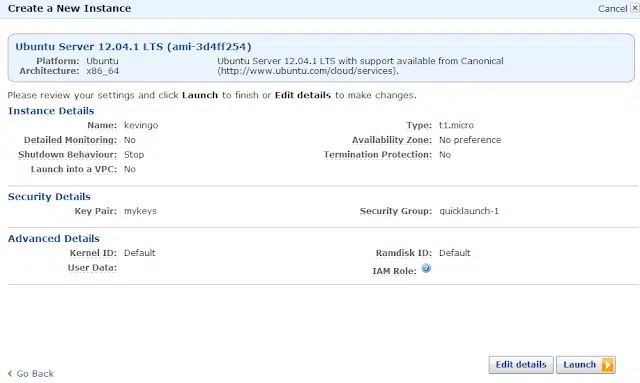 Create a New Instance Cancel
Ubuntu Server 12.04.1 LTS (ami-3d4ff254)
Platform: Ubuntu Ubuntu Server 12.04.1 LTS with support available from Canonical
Architecture: x86_64 (http://www.ubuntu.com/cloud/services).
Please review your settings and click Launch to finish or Edit details to make changes.
Instance Details
Name: kevingo Type: t1.micro
Detailed Monitoring: No Availability Zone: No preference
Shutdown Behaviour: Stop Termination Protection: No
Launch into a VPC: No
Security Details
Key Pair: mykeys Security Group: quicklaunch-1
Advanced Details
Kernel ID: Default Ramdisk ID: Default
User Data: IAM Role:
Edit details Launch
Go Back